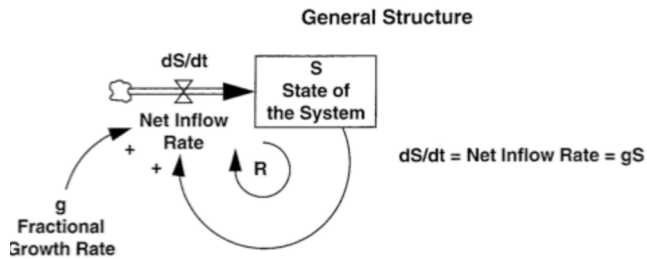 General Structure
dS/dt
S
State of
the System
Net Inflow
Rate
+
+
R
dS/dt = Net Inflow Rate = gS
g
Fractional
Growth Rate